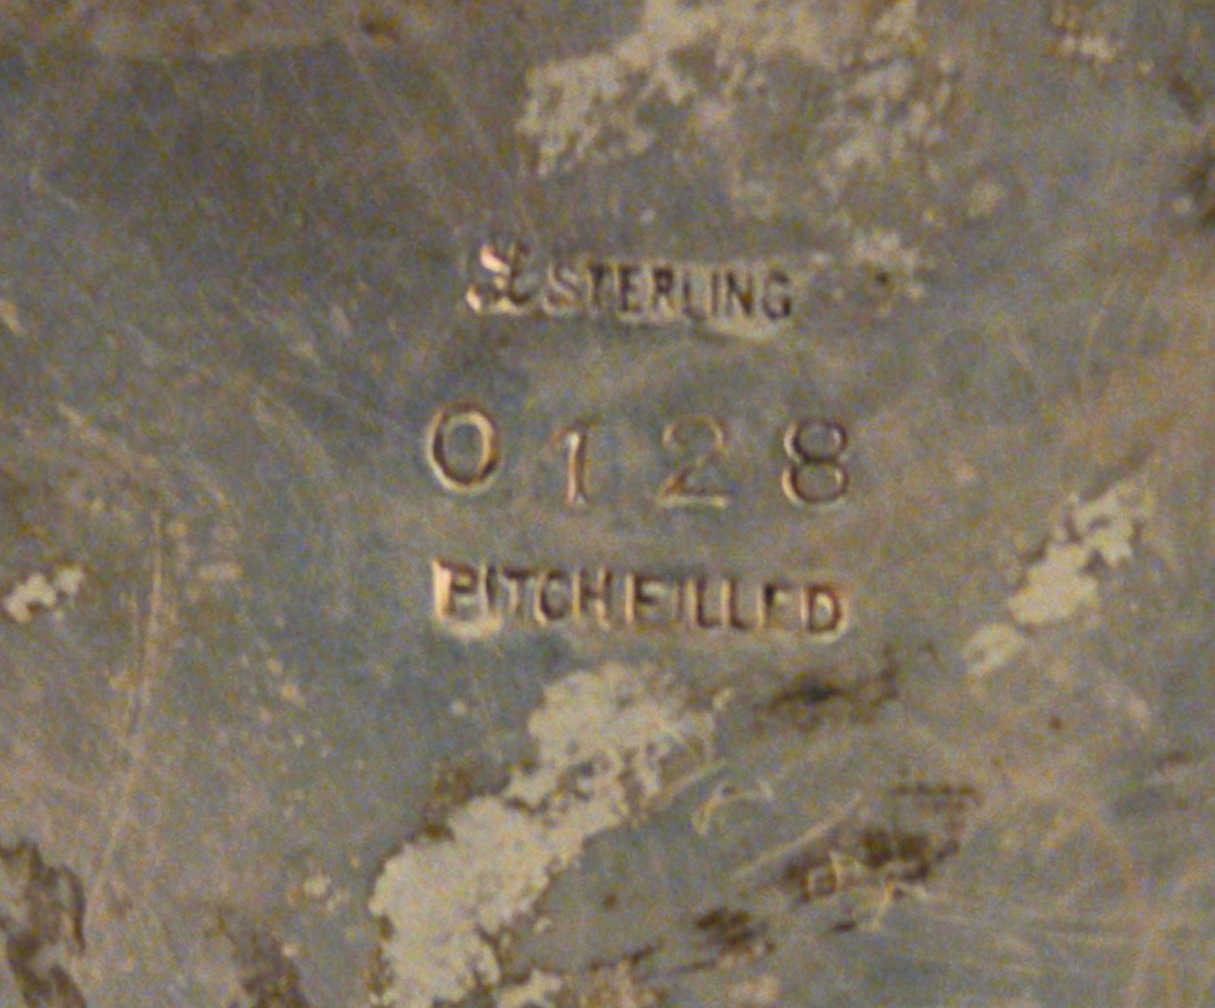 STERLING
0128
PITCH FILLED